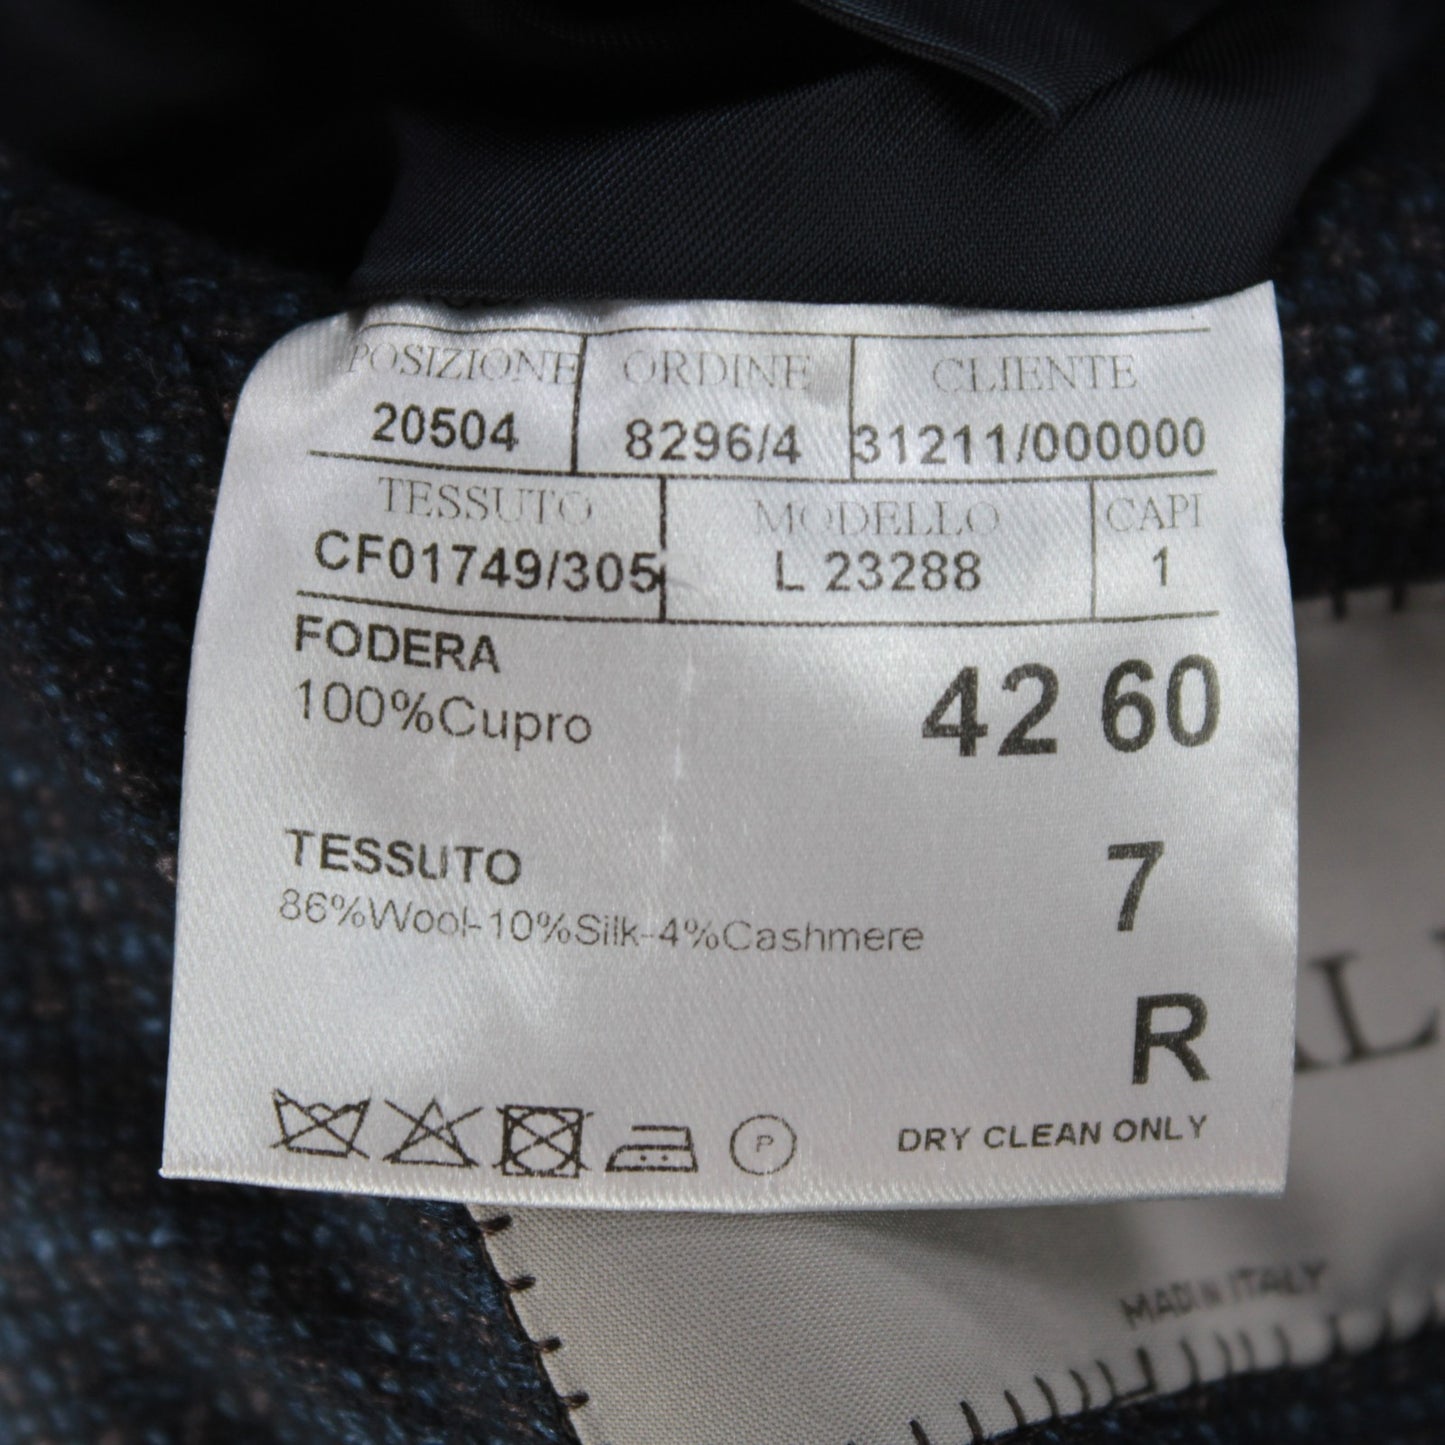 POSIZIONE ORDINE CLIENTE
20504 8296/4 31211/000000
TESSUTO MODELLO CAPI
CF01749/305 L 23288 1
FODERA
100%Cupro
42 60
TESSUTO
86%Wool-10%Silk-4%Cashmere
7
R
P
DRY CLEAN ONLY
MADE IN ITALY